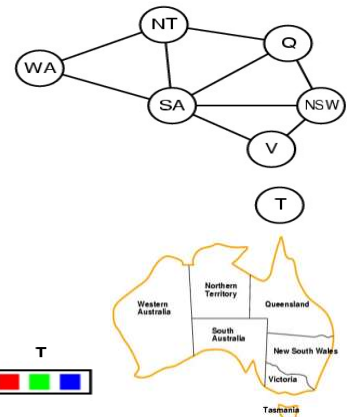 NT
Q
WA
SA
NSW
V
T
Northern
Territory
Western
Australia
Queensland
South
Australia
New South Wales
Victoria
Tasmania
T